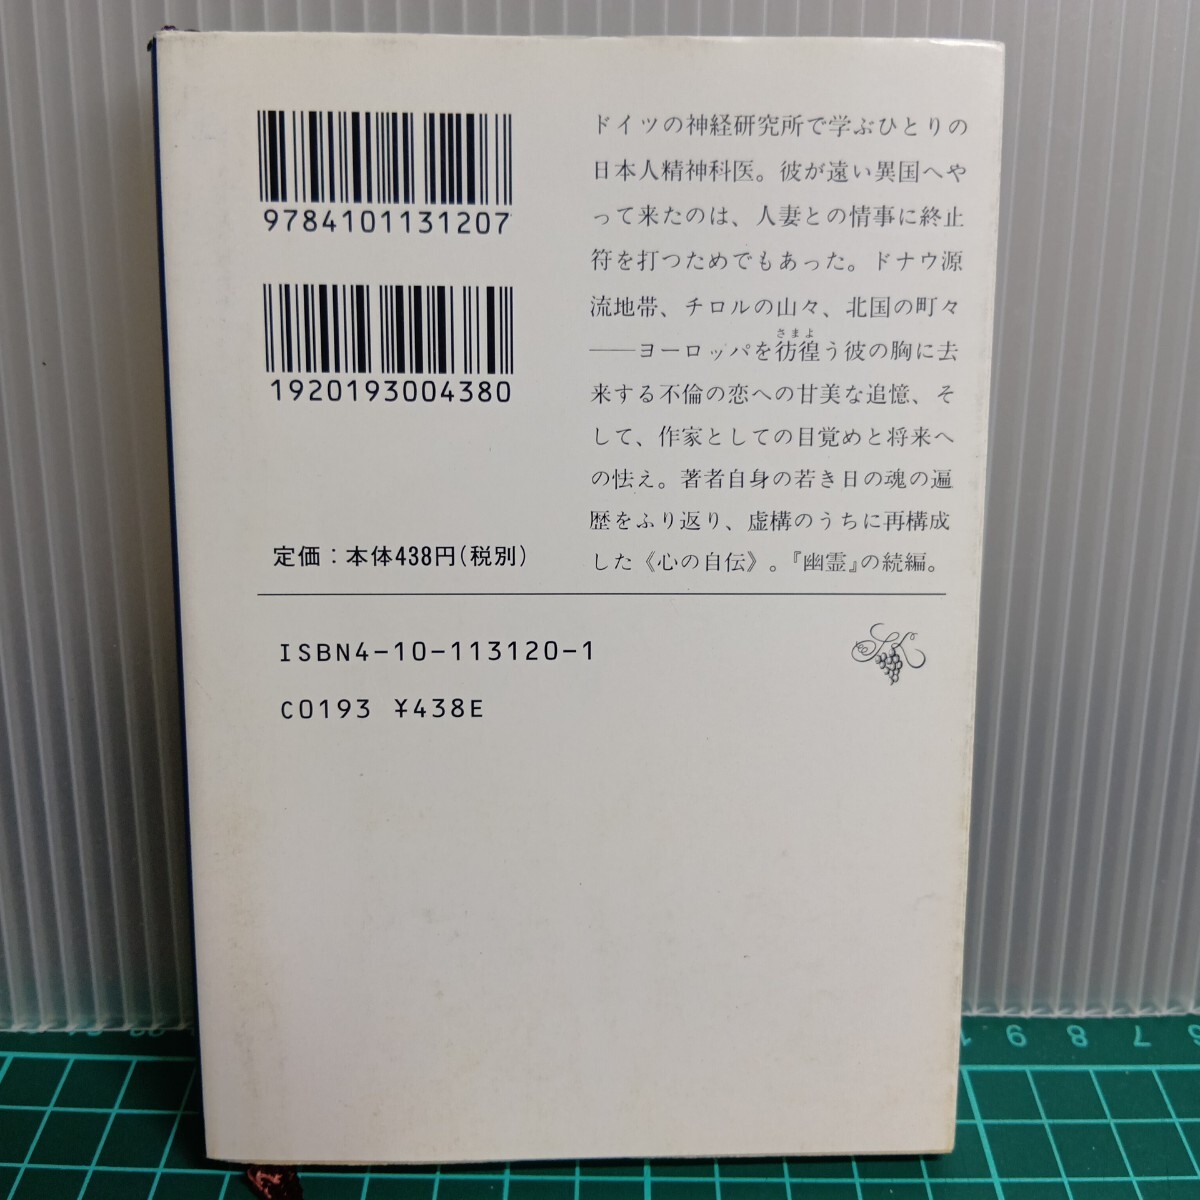 9784101131207
1920193004380
定価：本体438円(税別)
ドイツの神経研究所で学ぶひとりの
日本人精神科医。彼が遠い異国へや
って来たのは、人妻との情事に終止
符を打つためでもあった。ドナウ源
流地帯、チロルの山々、北国の町々
さまよ
——ヨーロッパを彷徨う彼の胸に去
来する不倫の恋への甘美な追憶、そ
して、作家としての目覚めと将来へ
の怯え。著者自身の若き日の魂の遍
歴をふり返り、虚構のうちに再構成
した《心の自伝》。『幽霊』の続編。
ISBN4-10-113120-1
C0193 ¥438E